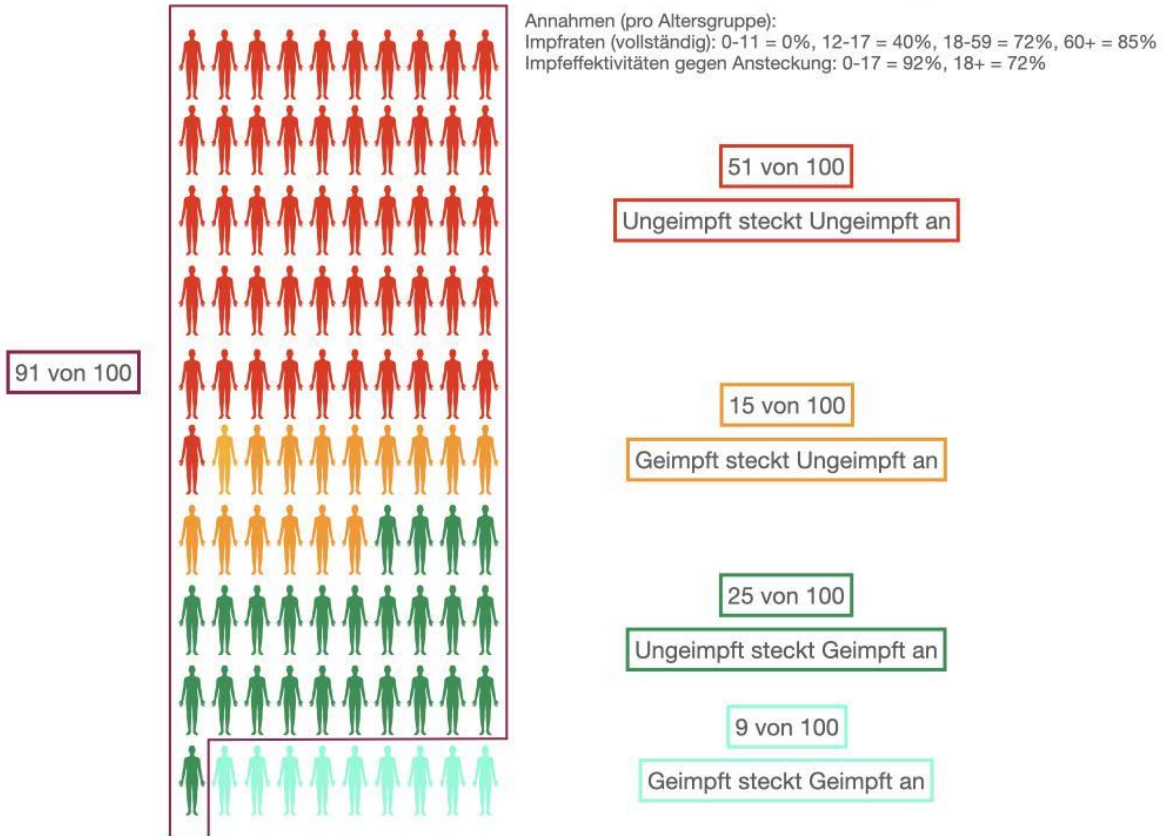 Annahmen (pro Altersgruppe):
Impfraten (vollständig): 0-11 = 0%, 12-17 = 40%, 18-59 = 72%, 60+ = 85%
Impfeffektivitäten gegen Ansteckung: 0-17 = 92%, 18+ = 72%
51 von 100
Ungeimpft steckt Ungeimpft an
91 von 100
15 von 100
Geimpft steckt Ungeimpft an
25 von 100
Ungeimpft steckt Geimpft an
9 von 100
Geimpft steckt Geimpft an